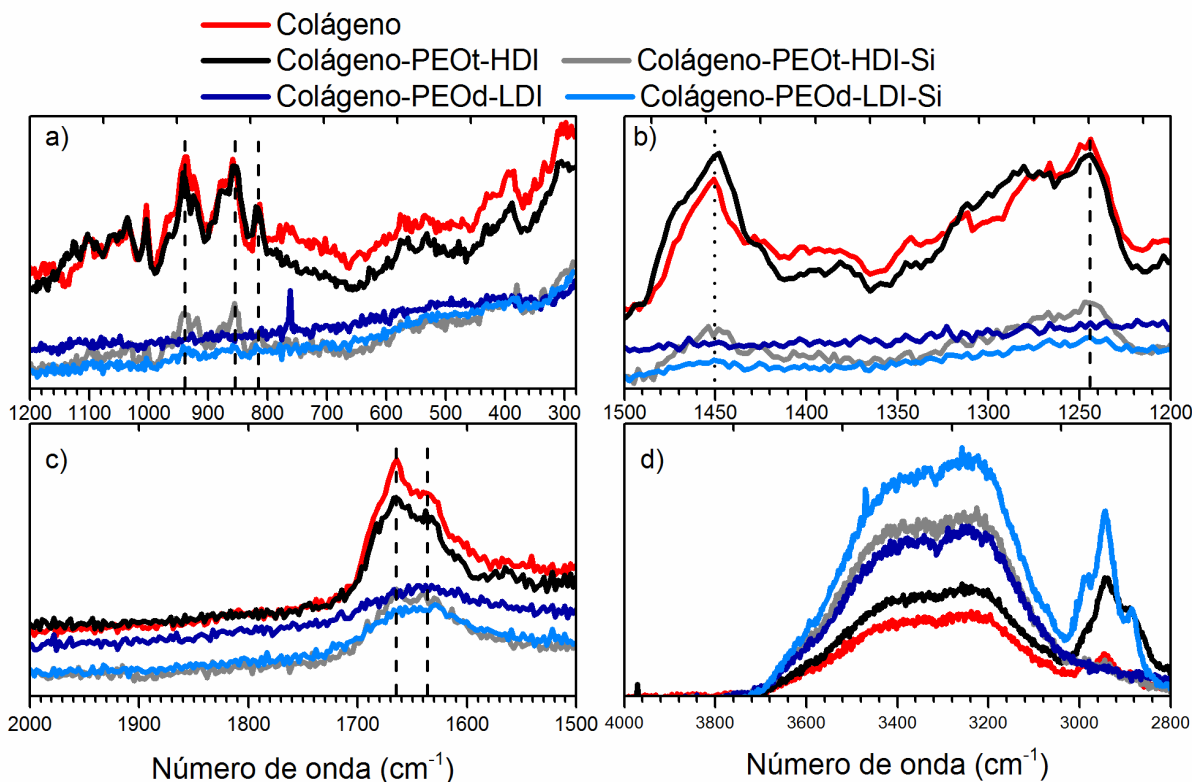 Colágeno
Colágeno-PEOt-HDI Colágeno-PEOt-HDI-Si
Colágeno-PEOd-LDI Colágeno-PEOd-LDI-Si
a) b)
1200 1100 1000 900 800 700 600 500 400 300 1500 1450 1400 1350 1300 1250 1200
c) d)
2000 1900 1800 1700 1600 1500 4000 3800 3600 3400 3200 3000 2800
Número de onda (cm⁻¹) Número de onda (cm⁻¹)